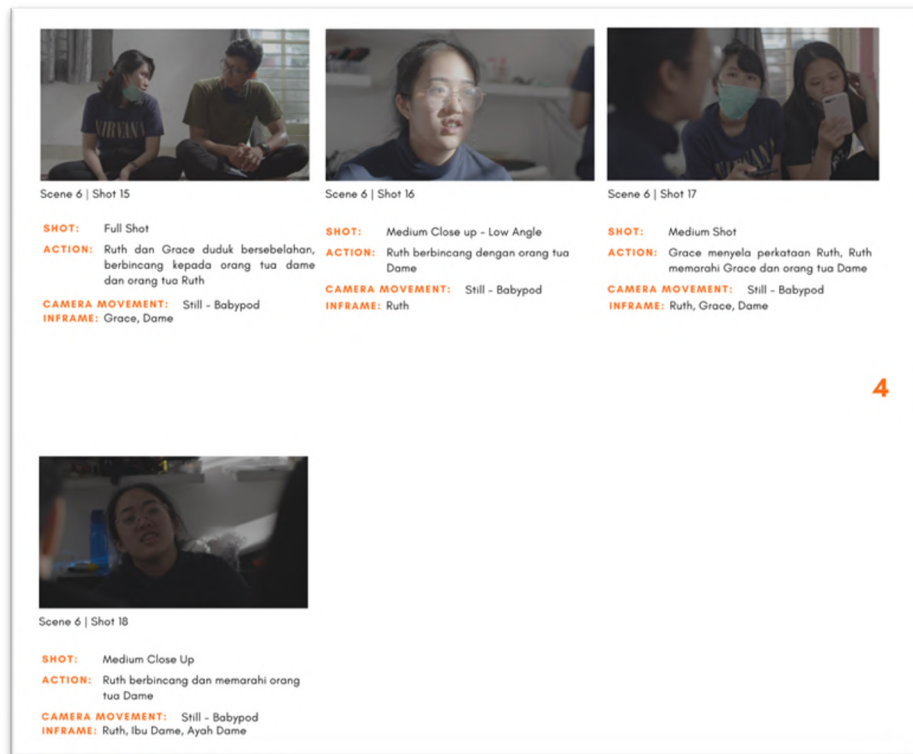 NIRVANA
Scene 6 | Shot 15
SHOT: Full Shot
ACTION: Ruth dan Grace duduk bersebelahan,
berbincang kepada orang tua dame
dan orang tua Ruth
CAMERA MOVEMENT: Still - Babypod
INFRAME: Grace, Dame
Scene 6 | Shot 16
SHOT: Medium Close up - Low Angle
ACTION: Ruth berbincang dengan orang tua
Dame
CAMERA MOVEMENT: Still - Babypod
INFRAME: Ruth
Scene 6 | Shot 17
SHOT: Medium Shot
ACTION: Grace menyela perkataan Ruth, Ruth
memarahi Grace dan orang tua Dame
CAMERA MOVEMENT: Still - Babypod
INFRAME: Ruth, Grace, Dame
4
Scene 6 | Shot 18
SHOT: Medium Close Up
ACTION: Ruth berbincang dan memarahi orang
tua Dame
CAMERA MOVEMENT: Still - Babypod
INFRAME: Ruth, Ibu Dame, Ayah Dame